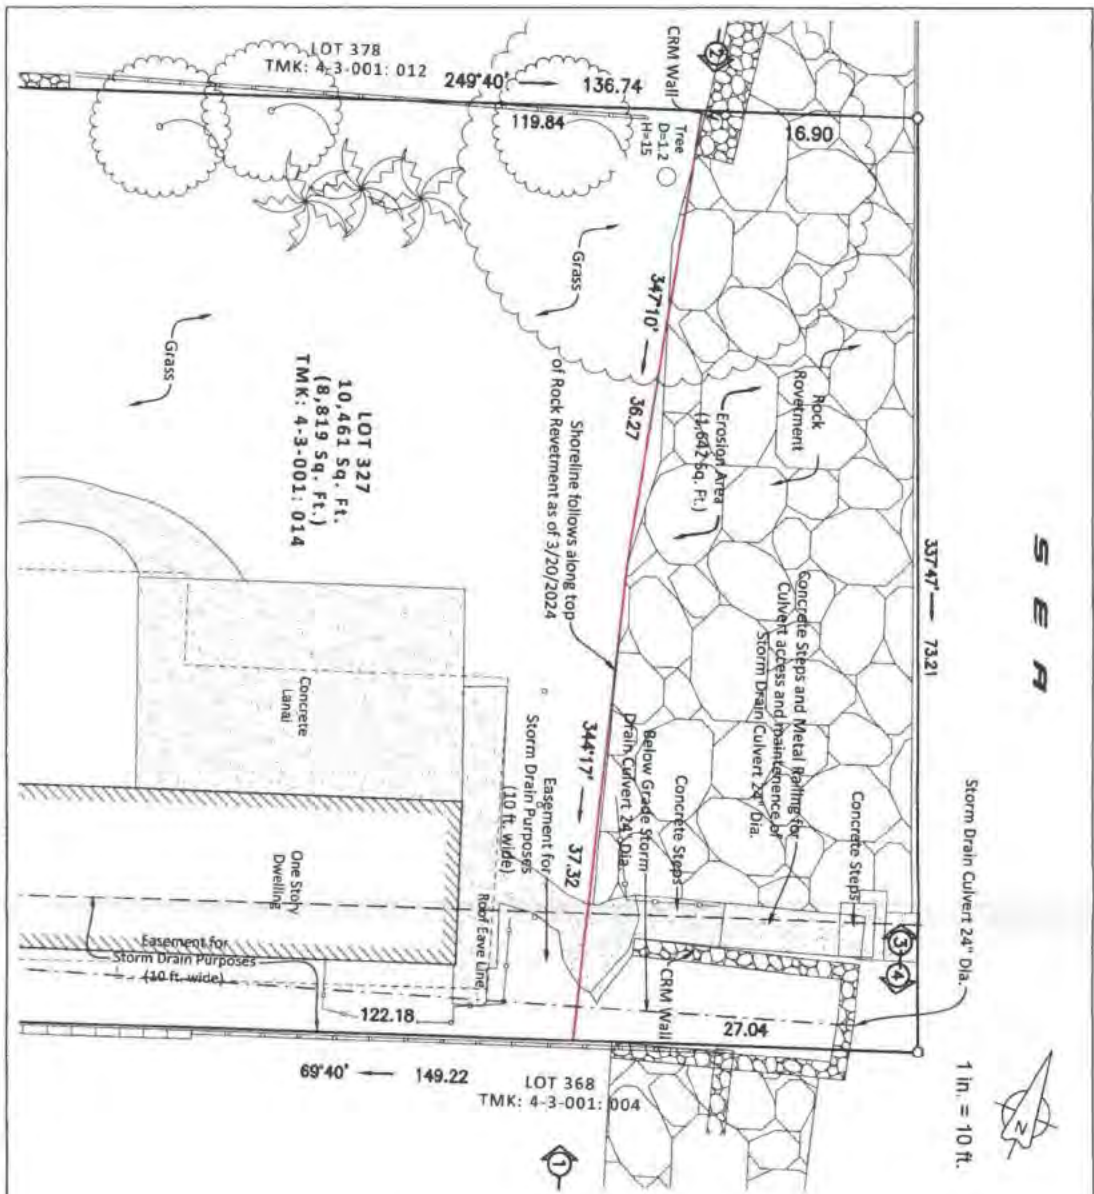 LOT 378
TMK: 4-3-001: 012
249°40'
136.74
CRM Wall
2
119.84
16.90
Tree
D=1.2
H=15
Grass
347°10'
36.27
Grass
Rock
Rovetment
Erosion Area
(1,642 Sq. Ft.)
Shoreline follows along top
of Rock Revetment as of 3/20/2024
LOT 327
10,461 Sq. Ft.
(8,819 Sq. Ft.)
TMK: 4-3-001: 014
337°47'
73.21
SEA
Concrete Steps and Metal Railing for
Culvert access and maintenence of
Storm Drain Culvert 24" Dia.
Concrete Steps
Storm Drain Culvert 24" Dia.
Concrete
Lanai
344°17'
37.32
Below Grade Storm
Drain Culvert 24" Dia.
Concrete Steps
Easement for
Storm Drain Purposes
(10 ft. wide)
One Story
Dwelling
Roof Eave Line
Easement for
Storm Drain Purposes
(10 ft. wide)
CRM Wall
3
4
122.18
27.04
69°40'
149.22
LOT 368
TMK: 4-3-001: 004
1
1 in. = 10 ft.
N